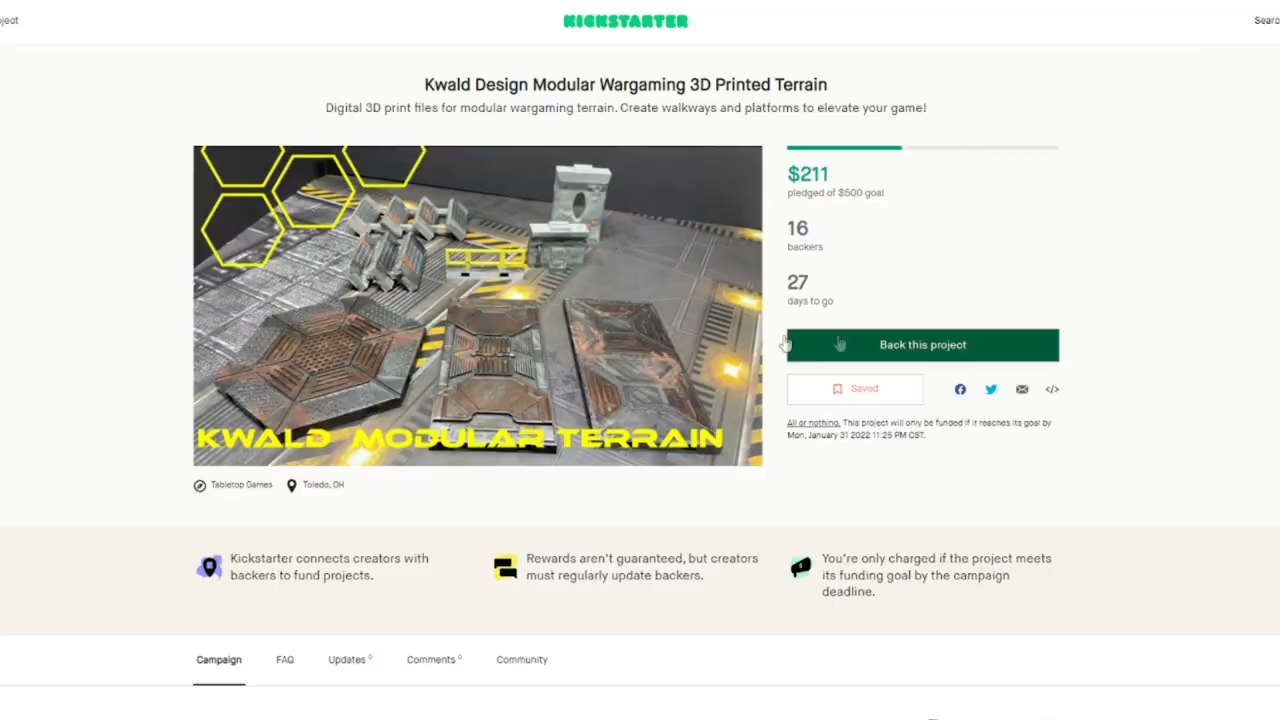 oject
KICKSTARTER
Searc
Kwald Design Modular Wargaming 3D Printed Terrain
Digital 3D print files for modular wargaming terrain. Create walkways and platforms to elevate your game!
KWALD MODULAR TERRAIN
Tabletop Games
Toledo, OH
$211
pledged of $500 goal
16
backers
27
days to go
Back this project
Saved
</>
All or nothing. This project will only be funded if it reaches its goal by
Mon, January 31 2022 11:25 PM CST.
Kickstarter connects creators with
backers to fund projects.
Rewards aren't guaranteed, but creators
must regularly update backers.
You're only charged if the project meets
its funding goal by the campaign
deadline.
Campaign
FAQ
Updates 0
Comments 0
Community